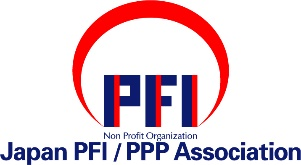 PFI
Non Profit Organization
Japan PFI / PPP Association